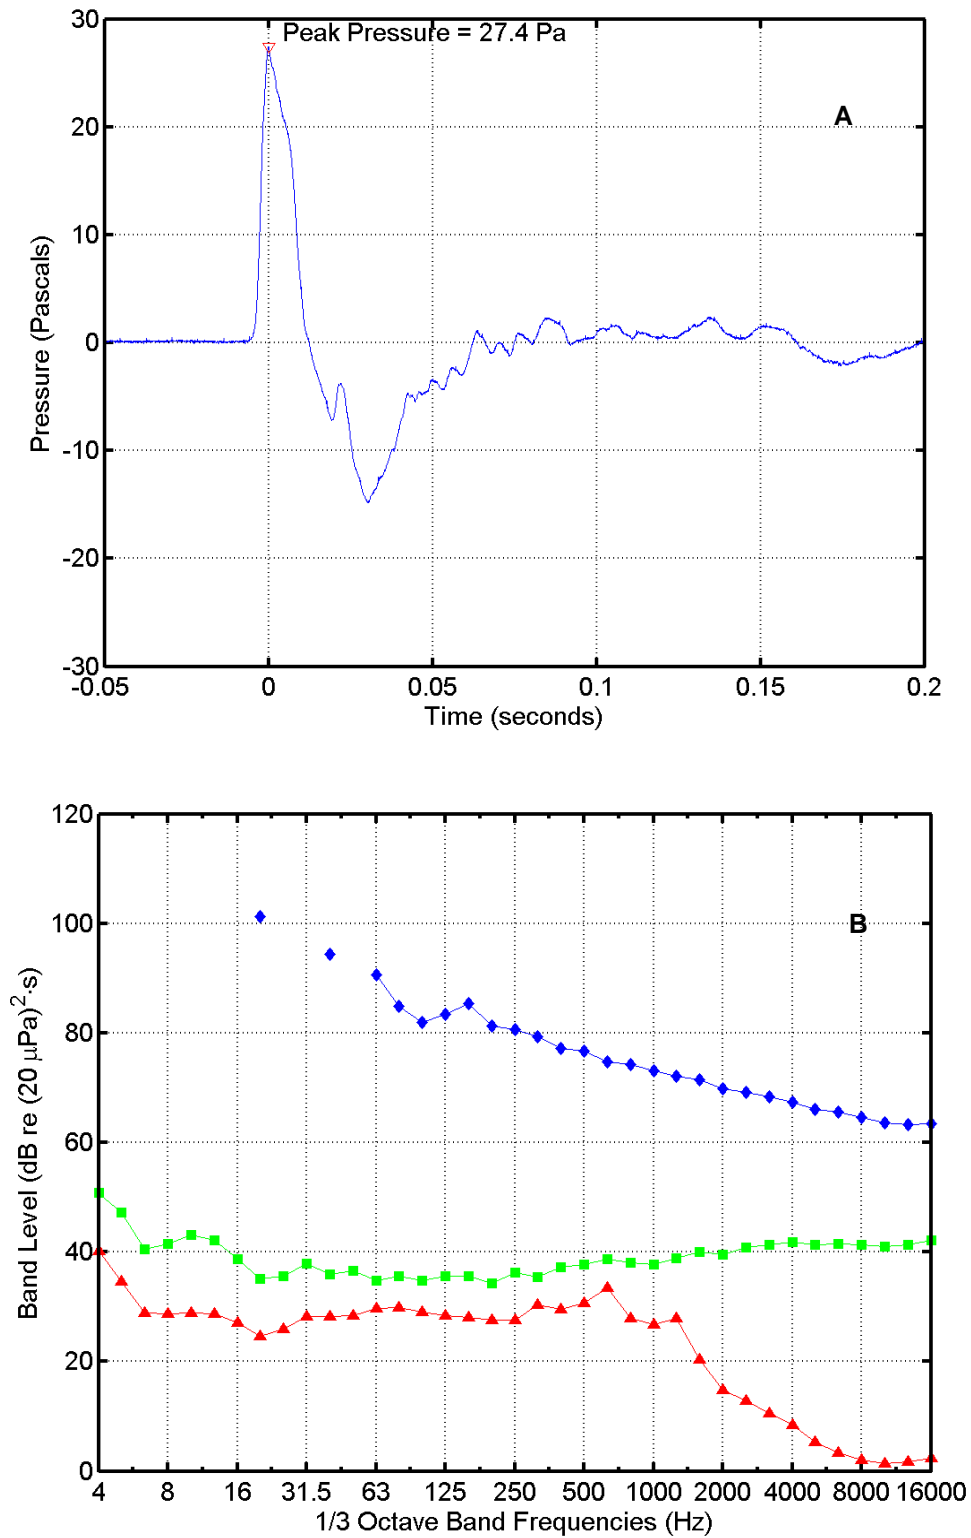 Peak Pressure = 27.4 Pa
A
30
20
10
0
-10
-20
-30
Pressure (Pascals)
-0.05 0 0.05 0.1 0.15 0.2
Time (seconds)
B
120
100
80
60
40
20
0
Band Level (dB re (20 μPa)²·s)
4 8 16 31.5 63 125 250 500 1000 2000 4000 8000 16000
1/3 Octave Band Frequencies (Hz)